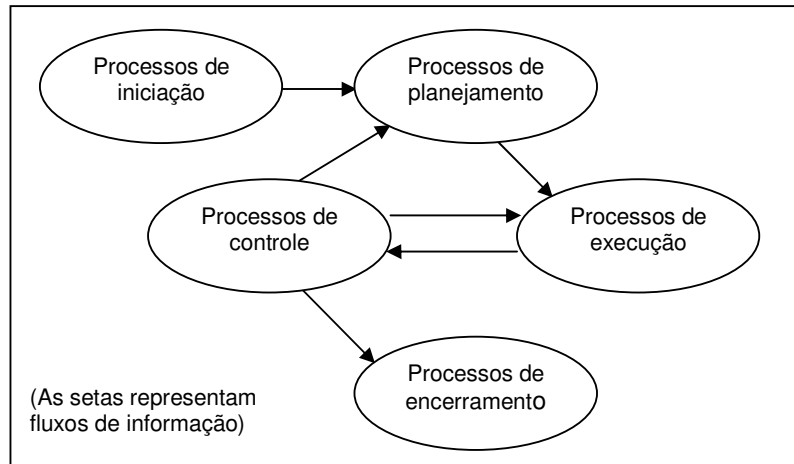 Processos de
iniciação
Processos de
planejamento
Processos de
controle
Processos de
execução
Processos de
encerramento
(As setas representam
fluxos de informação)